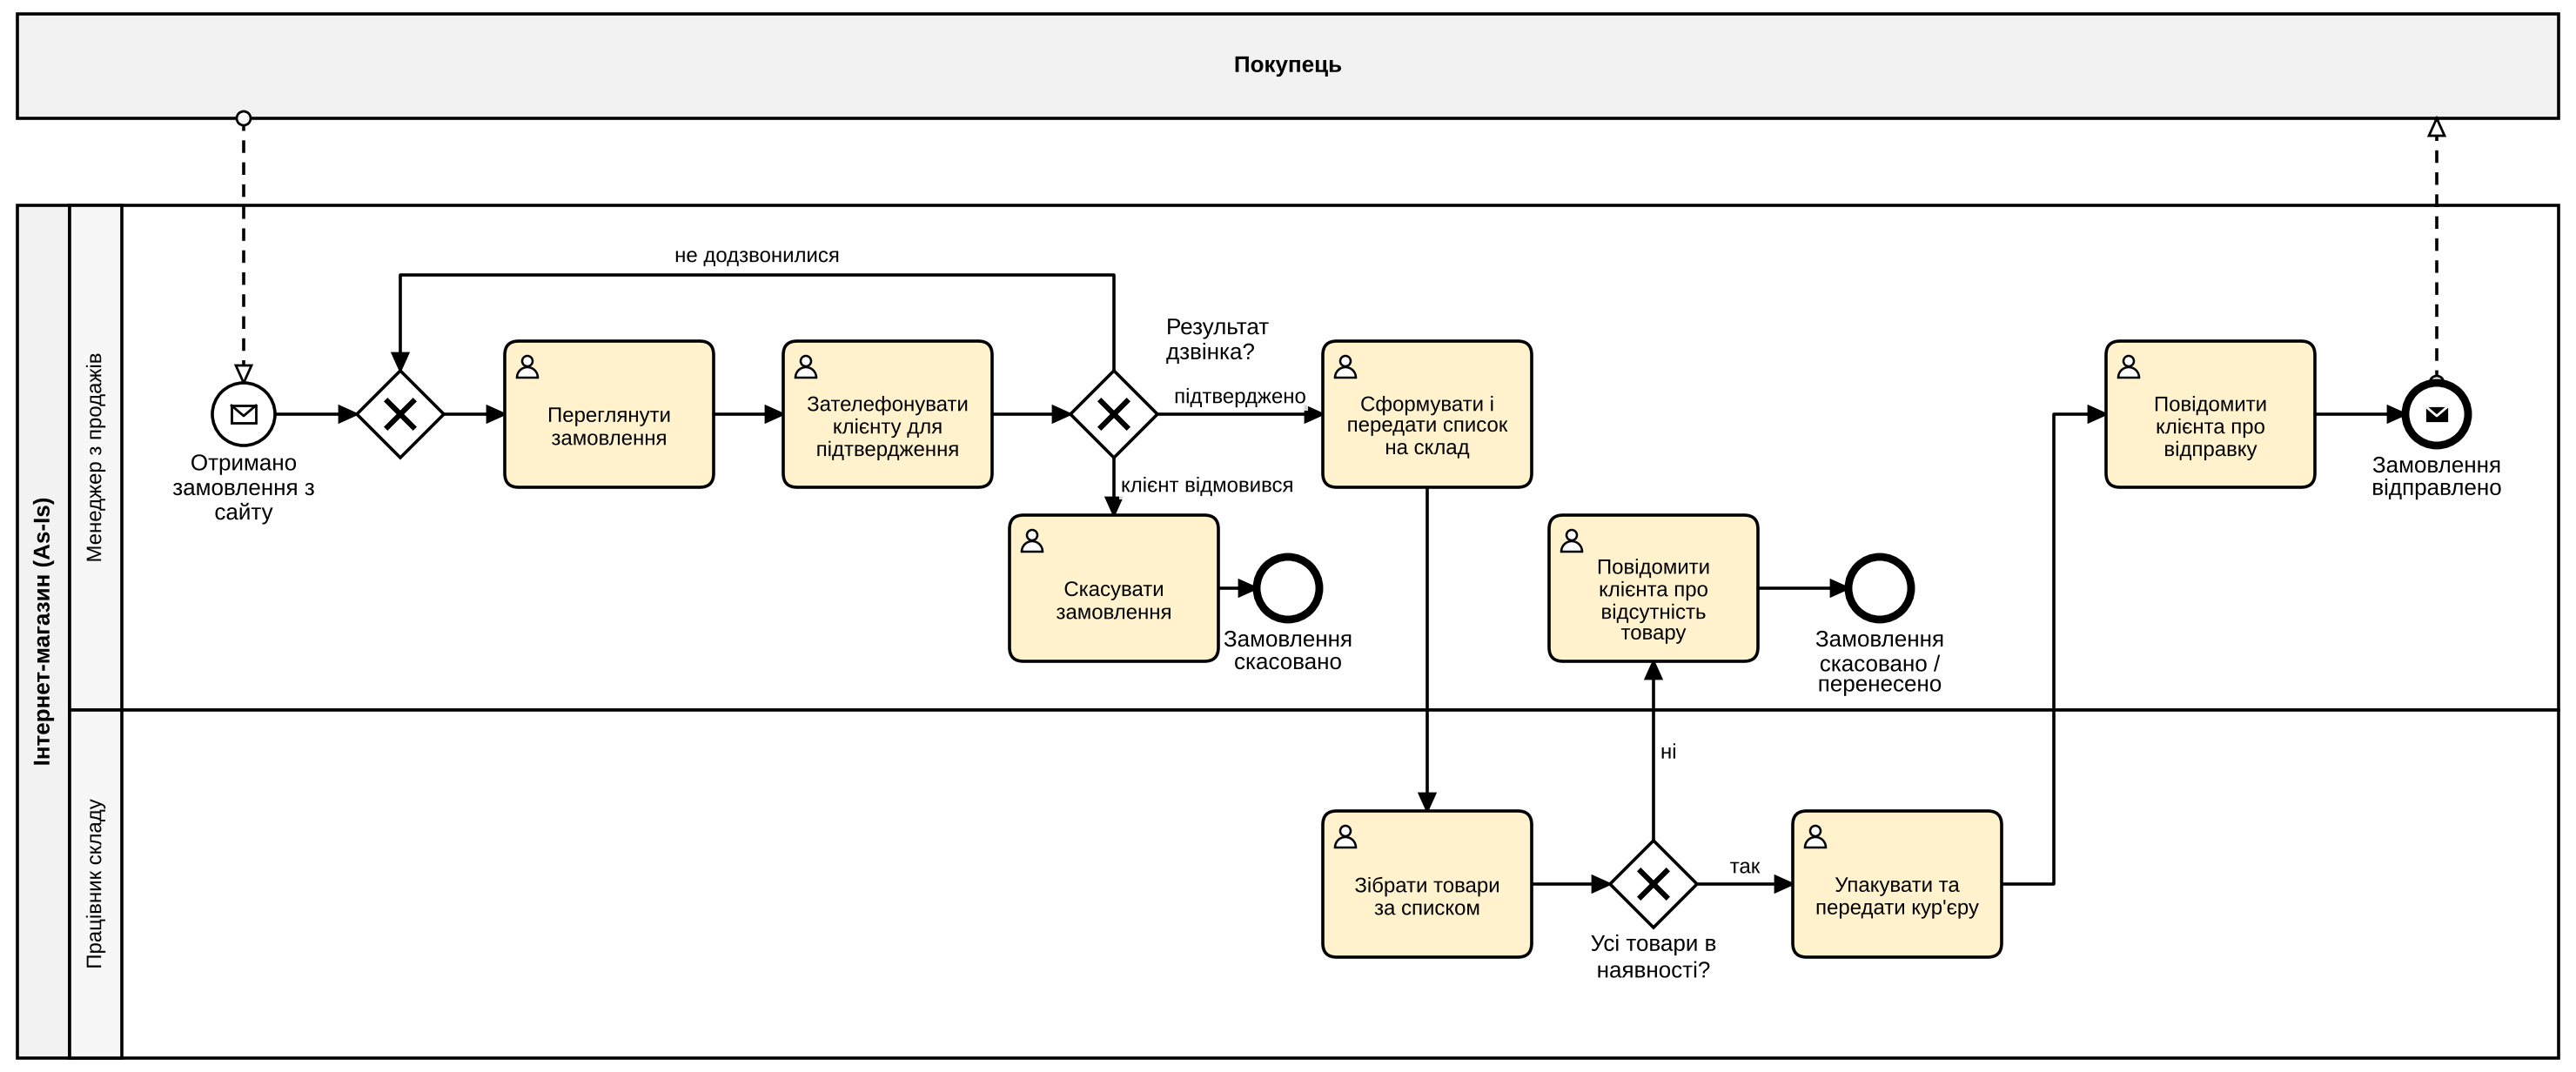 Покупець
Інтернет-магазин (As-Is)
Менеджер з продажів
не додзвонилися
Отримано
замовлення з
сайту
Переглянути
замовлення
Зателефонувати
клієнту для
підтвердження
Результат
дзвінка?
підтверджено
клієнт відмовився
Сформувати і
передати список
на склад
Скасувати
замовлення
Замовлення
скасовано
Повідомити
клієнта про
відсутність
товару
Замовлення
скасовано /
перенесено
Повідомити
клієнта про
відправку
Замовлення
відправлено
Працівник складу
Зібрати товари
за списком
ні
так
Усі товари в
наявності?
Упакувати та
передати кур'єру